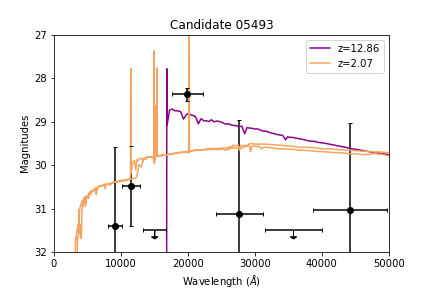 Candidate 05493
27
28
29
30
31
32
Magnitudes
z=12.86
z=2.07
0
10000
20000
30000
40000
50000
Wavelength (Å)